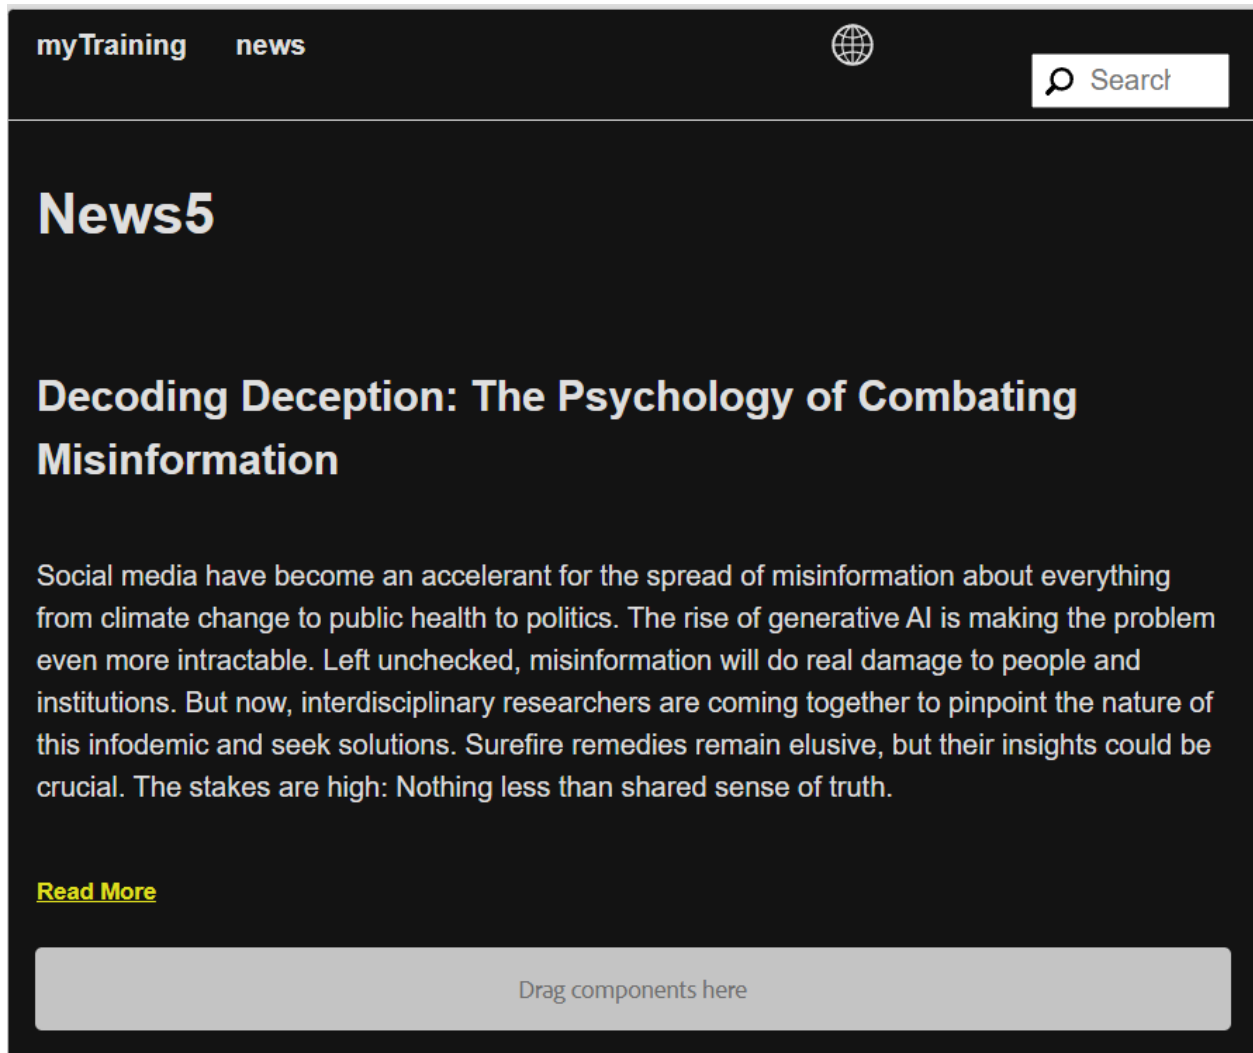 myTraining news
Search
News5
Decoding Deception: The Psychology of Combating
Misinformation
Social media have become an accelerant for the spread of misinformation about everything
from climate change to public health to politics. The rise of generative AI is making the problem
even more intractable. Left unchecked, misinformation will do real damage to people and
institutions. But now, interdisciplinary researchers are coming together to pinpoint the nature of
this infodemic and seek solutions. Surefire remedies remain elusive, but their insights could be
crucial. The stakes are high: Nothing less than shared sense of truth.
Read More
Drag components here